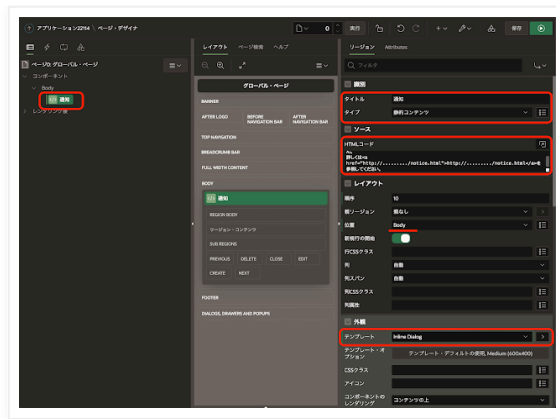 アプリケーション22114 \ ページ・デザイナ
0
実行
保存
ページ0: グローバル・ページ
コンポーネント
Body
通知
レンダリング後
レイアウト
ページ検索
ヘルプ
グローバル・ページ
BANNER
AFTER LOGO
BEFORE NAVIGATION BAR
AFTER NAVIGATION BAR
TOP NAVIGATION
BREADCRUMB BAR
FULL WIDTH CONTENT
BODY
通知
REGION BODY
リージョン・コンテンツ
SUB REGIONS
PREVIOUS
DELETE
CLOSE
EDIT
CREATE
NEXT
FOOTER
DIALOGS, DRAWERS AND POPUPS
リージョン
Attributes
フィルタ
識別
タイトル
通知
タイプ
静的コンテンツ
ソース
HTMLコード
詳しくは<a
href="http://........./notice.html">http://........./notice.html</a>を
参照してください。
レイアウト
順序
10
親リージョン
親なし
位置
Body
新規行の開始
行CSSクラス
列
自動
列スパン
自動
列CSSクラス
列属性
外観
テンプレート
Inline Dialog
テンプレート・オプション
テンプレート・デフォルトの使用, Medium (600x400)
CSSクラス
アイコン
コンポーネントの
レンダリング
コンテンツの上